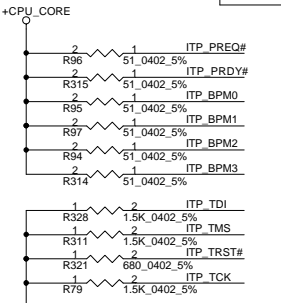 +CPU_CORE
2 1 ITP_PREQ#
R96 51_0402_5%
2 1 ITP_PRDY#
R315 51_0402_5%
2 1 ITP_BPM0
R95 51_0402_5%
2 1 ITP_BPM1
R97 51_0402_5%
2 1 ITP_BPM2
R94 51_0402_5%
2 1 ITP_BPM3
R314 51_0402_5%
1 2 ITP_TDI
R328 1.5K_0402_5%
1 2 ITP_TMS
R311 1.5K_0402_5%
1 2 ITP_TRST#
R321 680_0402_5%
1 2 ITP_TCK
R79 1.5K_0402_5%